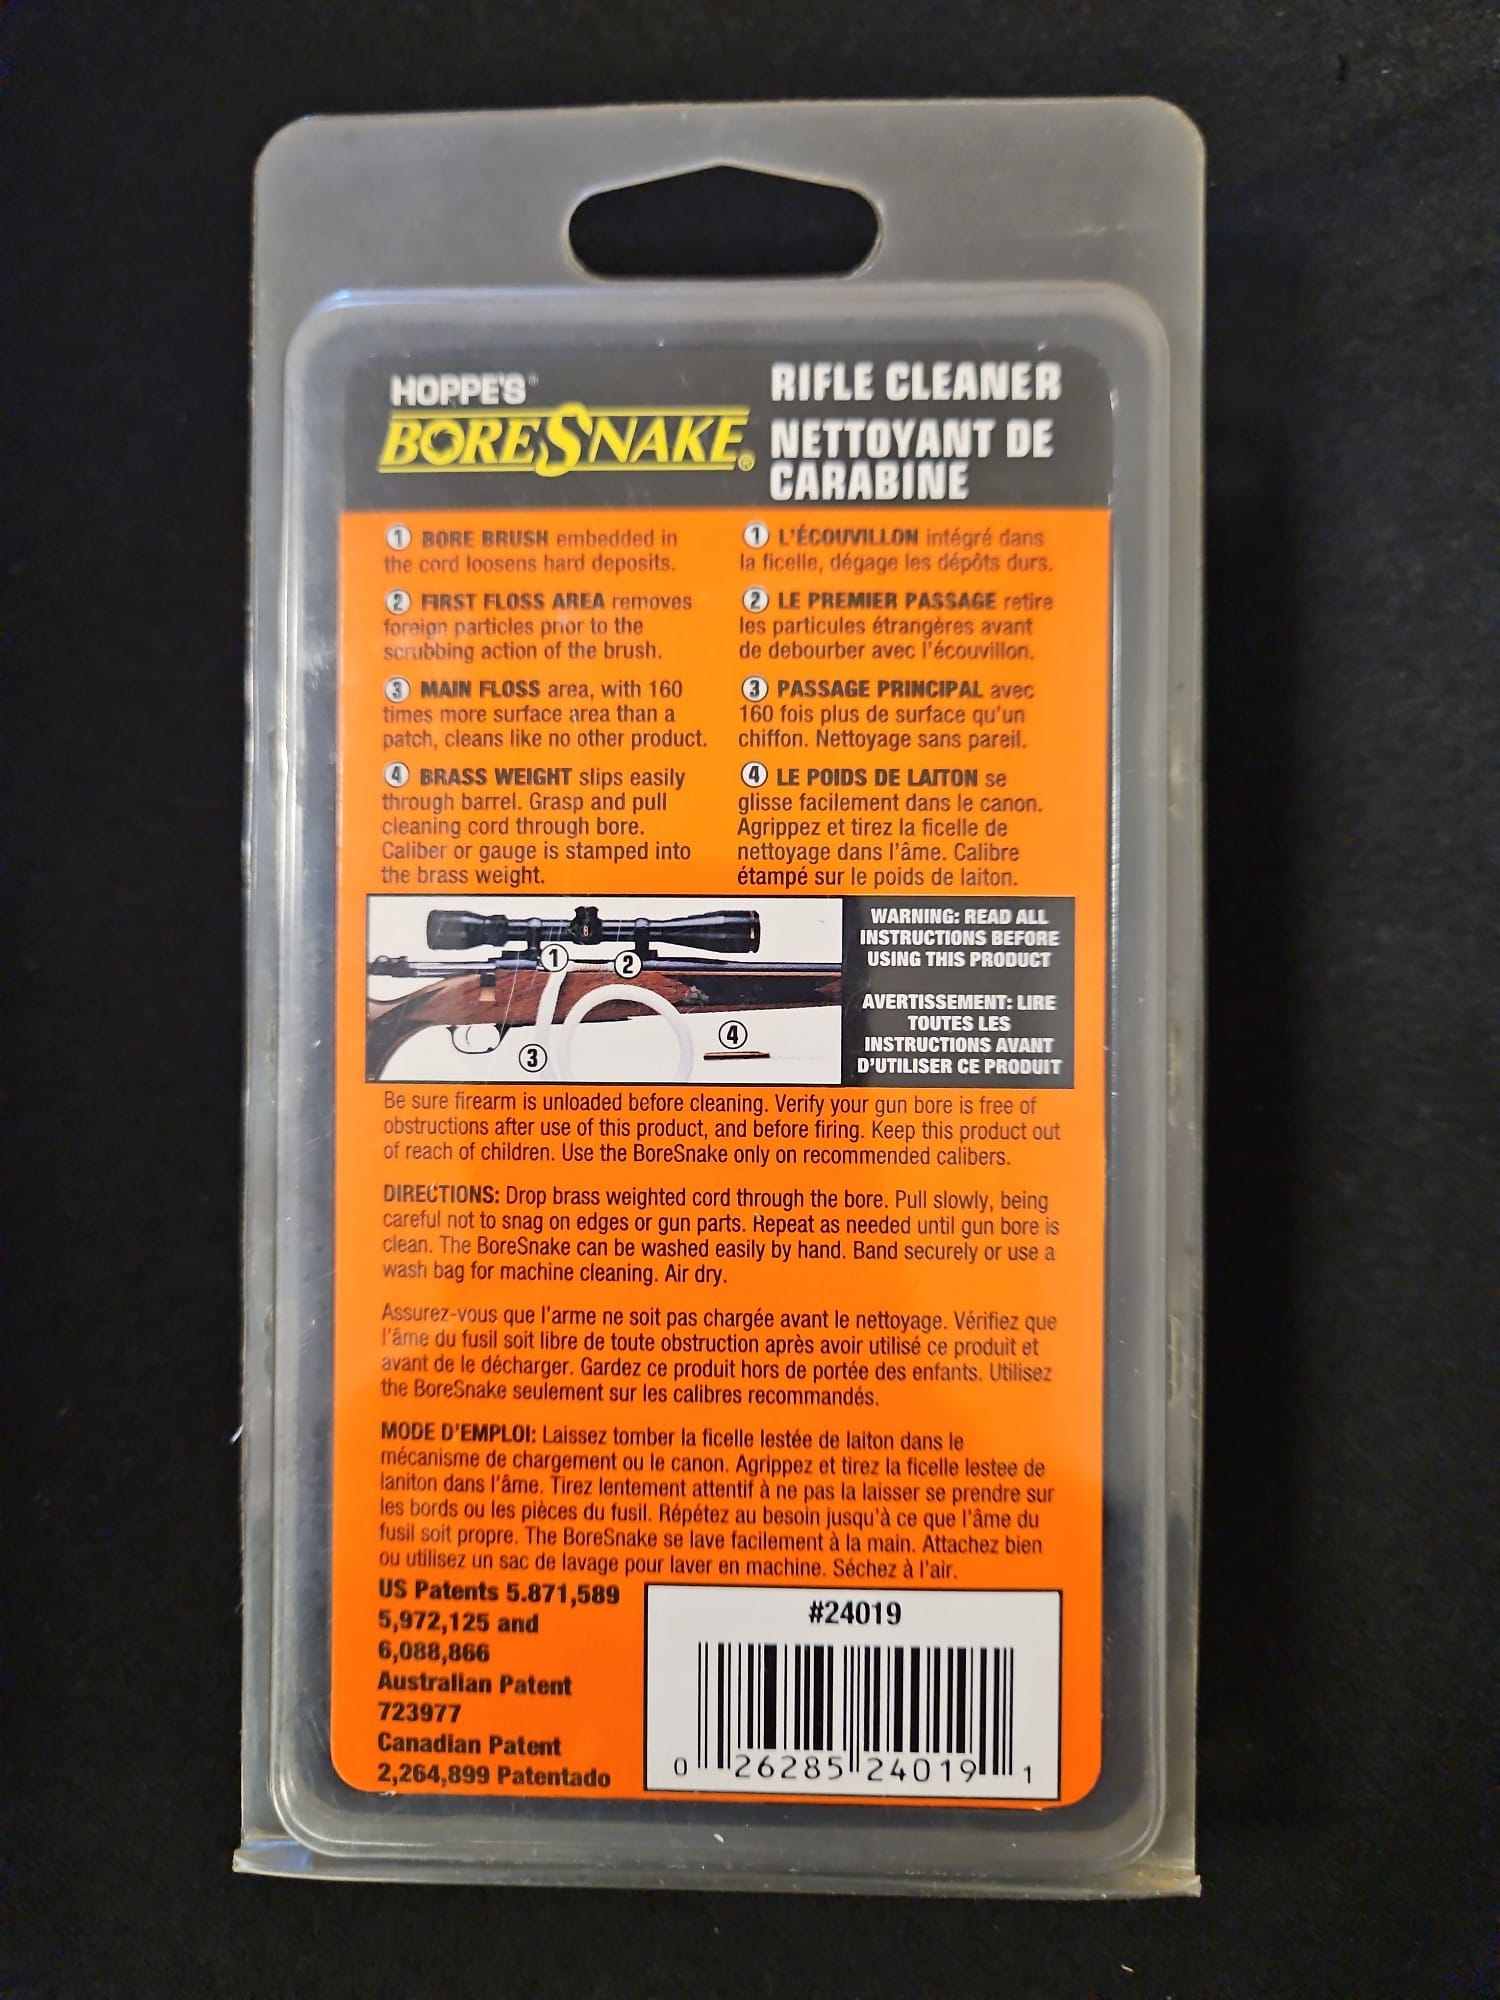 HOPPE'S®
BORESNAKE®
RIFLE CLEANER
NETTOYANT DE
CARABINE
1 BORE BRUSH embedded in
the cord loosens hard deposits.
2 FIRST FLOSS AREA removes
foreign particles prior to the
scrubbing action of the brush.
3 MAIN FLOSS area, with 160
times more surface area than a
patch, cleans like no other product.
4 BRASS WEIGHT slips easily
through barrel. Grasp and pull
cleaning cord through bore.
Caliber or gauge is stamped into
the brass weight.
1 L'ÉCOUVILLON intégré dans
la ficelle, dégage les dépôts durs.
2 LE PREMIER PASSAGE retire
les particules étrangères avant
de debourber avec l'écouvillon.
3 PASSAGE PRINCIPAL avec
160 fois plus de surface qu'un
chiffon. Nettoyage sans pareil.
4 LE POIDS DE LAITON se
glisse facilement dans le canon.
Agrippez et tirez la ficelle de
nettoyage dans l'âme. Calibre
étampé sur le poids de laiton.
1
2
3
4
WARNING: READ ALL
INSTRUCTIONS BEFORE
USING THIS PRODUCT
AVERTISSEMENT: LIRE
TOUTES LES
INSTRUCTIONS AVANT
D'UTILISER CE PRODUIT
Be sure firearm is unloaded before cleaning. Verify your gun bore is free of
obstructions after use of this product, and before firing. Keep this product out
of reach of children. Use the BoreSnake only on recommended calibers.
DIRECTIONS: Drop brass weighted cord through the bore. Pull slowly, being
careful not to snag on edges or gun parts. Repeat as needed until gun bore is
clean. The BoreSnake can be washed easily by hand. Band securely or use a
wash bag for machine cleaning. Air dry.
Assurez-vous que l'arme ne soit pas chargée avant le nettoyage. Vérifiez que
l'âme du fusil soit libre de toute obstruction après avoir utilisé ce produit et
avant de le décharger. Gardez ce produit hors de portée des enfants. Utilisez
the BoreSnake seulement sur les calibres recommandés.
MODE D'EMPLOI: Laissez tomber la ficelle lestée de laiton dans le
mécanisme de chargement ou le canon. Agrippez et tirez la ficelle lestee de
laniton dans l'âme. Tirez lentement attentif à ne pas la laisser se prendre sur
les bords ou les pièces du fusil. Répétez au besoin jusqu'à ce que l'âme du
fusil soit propre. The BoreSnake se lave facilement à la main. Attachez bien
ou utilisez un sac de lavage pour laver en machine. Séchez à l'air.
US Patents 5.871,589
5,972,125 and
6,088,866
Australian Patent
723977
Canadian Patent
2,264,899 Patentado
#24019
0 26285 24019 1